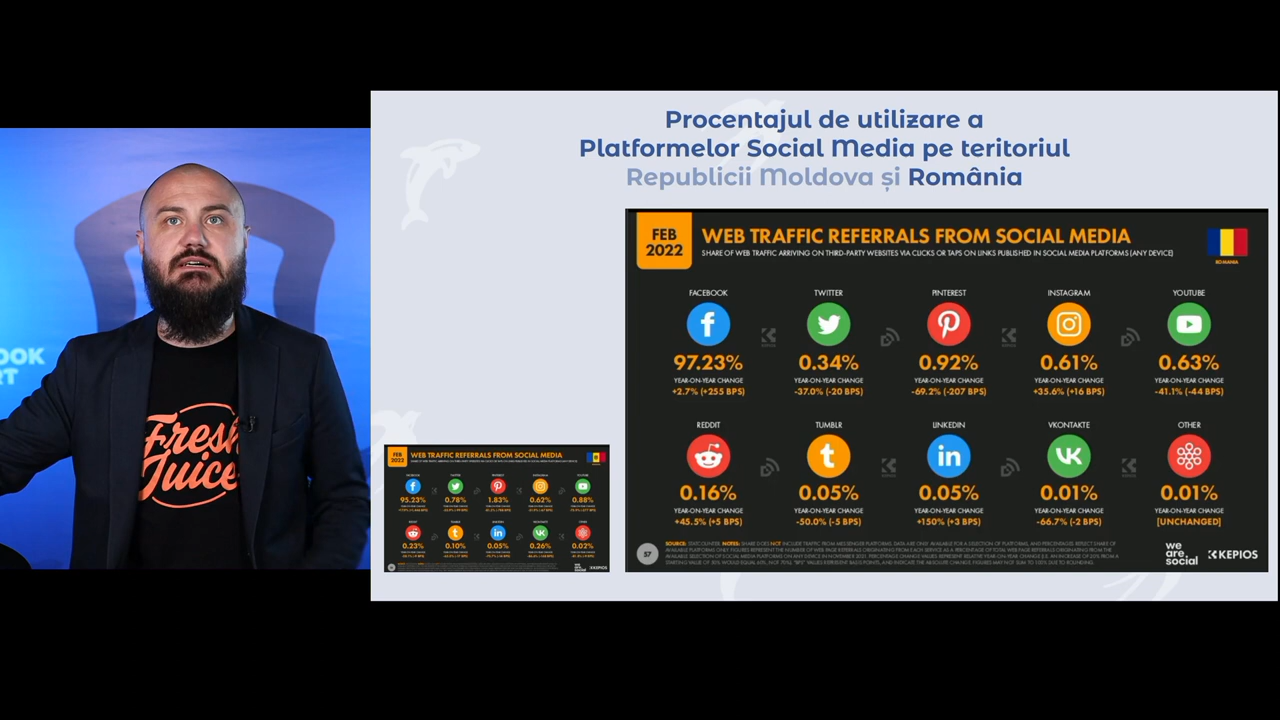 Procentajul de utilizare a
Platformelor Social Media pe teritoriul
Republicii Moldova și România
OOK
RT
Fresh
Juice
FEB
2022
WEB TRAFFIC REFERRALS FROM SOCIAL MEDIA
SHARE OF WEB TRAFFIC ARRIVING ON THIRD-PARTY WEBSITES VIA CLICKS OR TAPS ON LINKS PUBLISHED IN SOCIAL MEDIA PLATFORMS (ANY DEVICE)
ROMANIA
FACEBOOK TWITTER PINTEREST INSTAGRAM YOUTUBE
97.23% 0.34% 0.92% 0.61% 0.63%
YEAR-ON-YEAR CHANGE YEAR-ON-YEAR CHANGE YEAR-ON-YEAR CHANGE YEAR-ON-YEAR CHANGE YEAR-ON-YEAR CHANGE
+2.7% (+255 BPS) -37.0% (-20 BPS) -69.2% (-207 BPS) +35.6% (+16 BPS) -41.1% (-44 BPS)
REDDIT TUMBLR LINKEDIN VKONTAKTE OTHER
0.16% 0.05% 0.05% 0.01% 0.01%
YEAR-ON-YEAR CHANGE YEAR-ON-YEAR CHANGE YEAR-ON-YEAR CHANGE YEAR-ON-YEAR CHANGE YEAR-ON-YEAR CHANGE
+45.5% (+5 BPS) -50.0% (-5 BPS) +150% (+3 BPS) -66.7% (-2 BPS) [UNCHANGED]
57
we
are.
social
KEPIOS
FEB
2022
WEB TRAFFIC REFERRALS FROM SOCIAL MEDIA
95.23% 0.78% 1.83% 0.62% 0.88%
0.23% 0.10% 0.05% 0.26% 0.02%
we
are.
social
KEPIOS